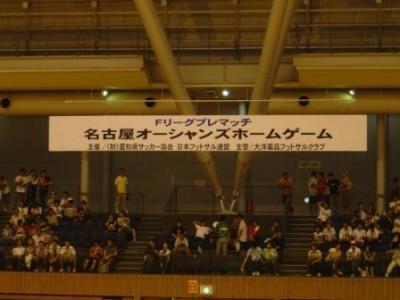 Fリーグプレマッチ
名古屋オーシャンズホームゲーム
主催/(財)愛知県サッカー協会 日本フットサル連盟 主管/大洋薬品フットサルクラブ